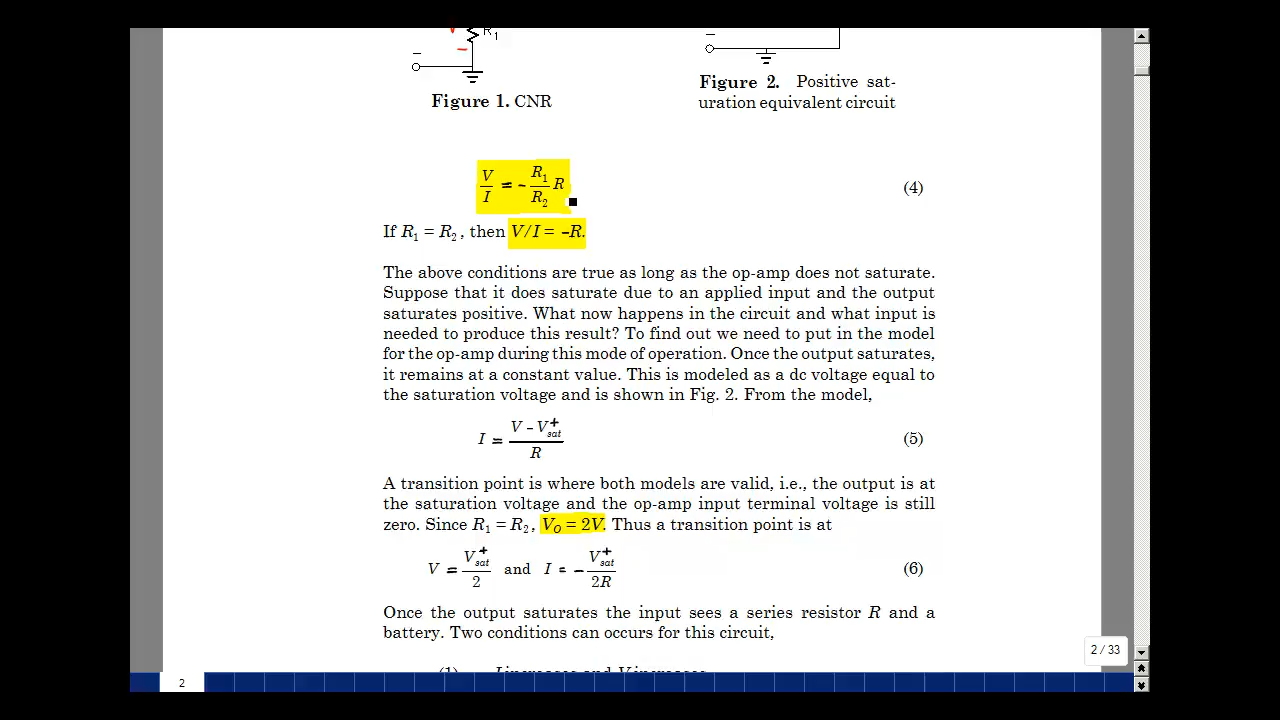 R1
Figure 1. CNR
Figure 2. Positive sat-
uration equivalent circuit
V/I = - R1/R2 R (4)
If R1 = R2, then V/I = –R.
The above conditions are true as long as the op-amp does not saturate.
Suppose that it does saturate due to an applied input and the output
saturates positive. What now happens in the circuit and what input is
needed to produce this result? To find out we need to put in the model
for the op-amp during this mode of operation. Once the output saturates,
it remains at a constant value. This is modeled as a dc voltage equal to
the saturation voltage and is shown in Fig. 2. From the model,
I = (V - V+sat)/R (5)
A transition point is where both models are valid, i.e., the output is at
the saturation voltage and the op-amp input terminal voltage is still
zero. Since R1 = R2, VO = 2V. Thus a transition point is at
V = V+sat/2 and I = - V+sat/2R (6)
Once the output saturates the input sees a series resistor R and a
battery. Two conditions can occurs for this circuit,
(1) I increases and V increases
2 / 33
2